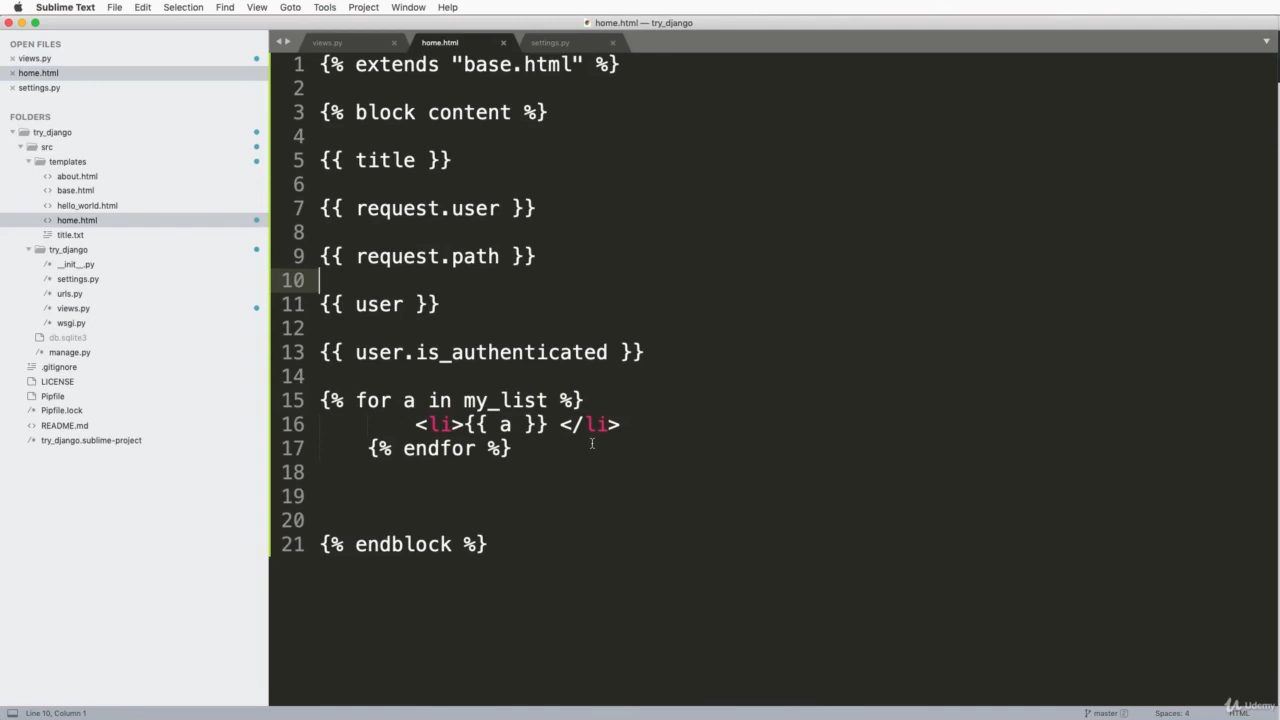 Sublime Text File Edit Selection Find View Goto Tools Project Window Help
home.html — try_django
OPEN FILES
views.py
home.html
settings.py
FOLDERS
try_django
src
templates
about.html
base.html
hello_world.html
home.html
title.txt
try_django
__init__.py
settings.py
urls.py
views.py
wsgi.py
db.sqlite3
manage.py
.gitignore
LICENSE
Pipfile
Pipfile.lock
README.md
try_django.sublime-project
views.py home.html settings.py
1 {% extends "base.html" %}
2
3 {% block content %}
4
5 {{ title }}
6
7 {{ request.user }}
8
9 {{ request.path }}
10
11 {{ user }}
12
13 {{ user.is_authenticated }}
14
15 {% for a in my_list %}
16 <li>{{ a }} </li>
17 {% endfor %}
18
19
20
21 {% endblock %}
Line 10, Column 1
master 2 Spaces: 4 HTML
Udemy